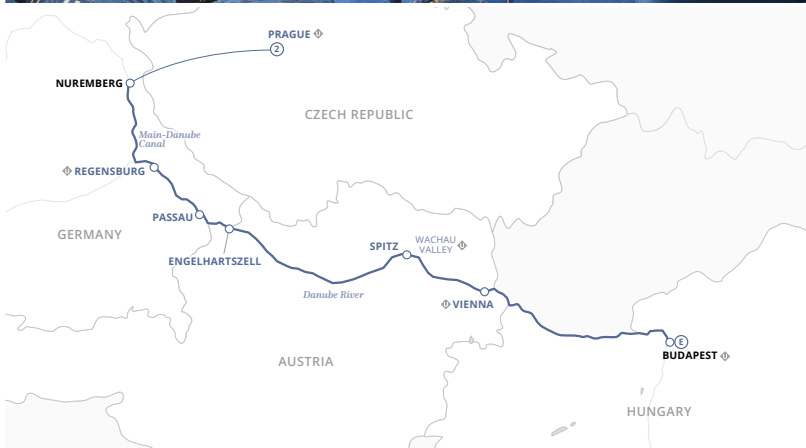 PRAGUE
2
NUREMBERG
CZECH REPUBLIC
Main-Danube
Canal
REGENSBURG
PASSAU
GERMANY
ENGELHARTSZELL
SPITZ
WACHAU
VALLEY
Danube River
VIENNA
E
BUDAPEST
AUSTRIA
HUNGARY